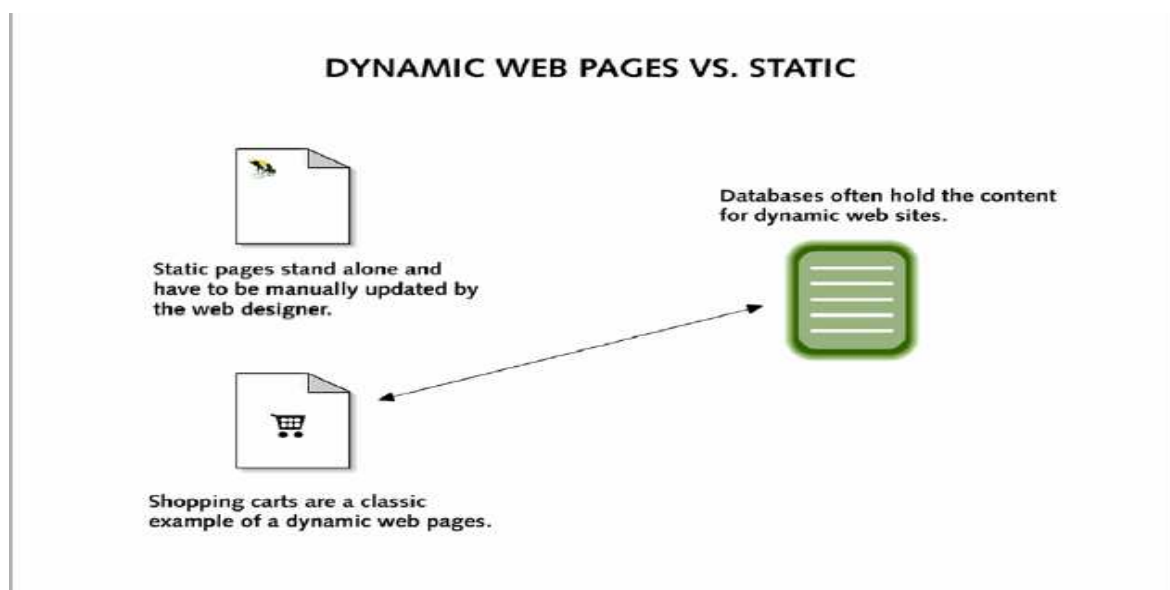 DYNAMIC WEB PAGES VS. STATIC
Static pages stand alone and
have to be manually updated by
the web designer.
Databases often hold the content
for dynamic web sites.
Shopping carts are a classic
example of a dynamic web pages.